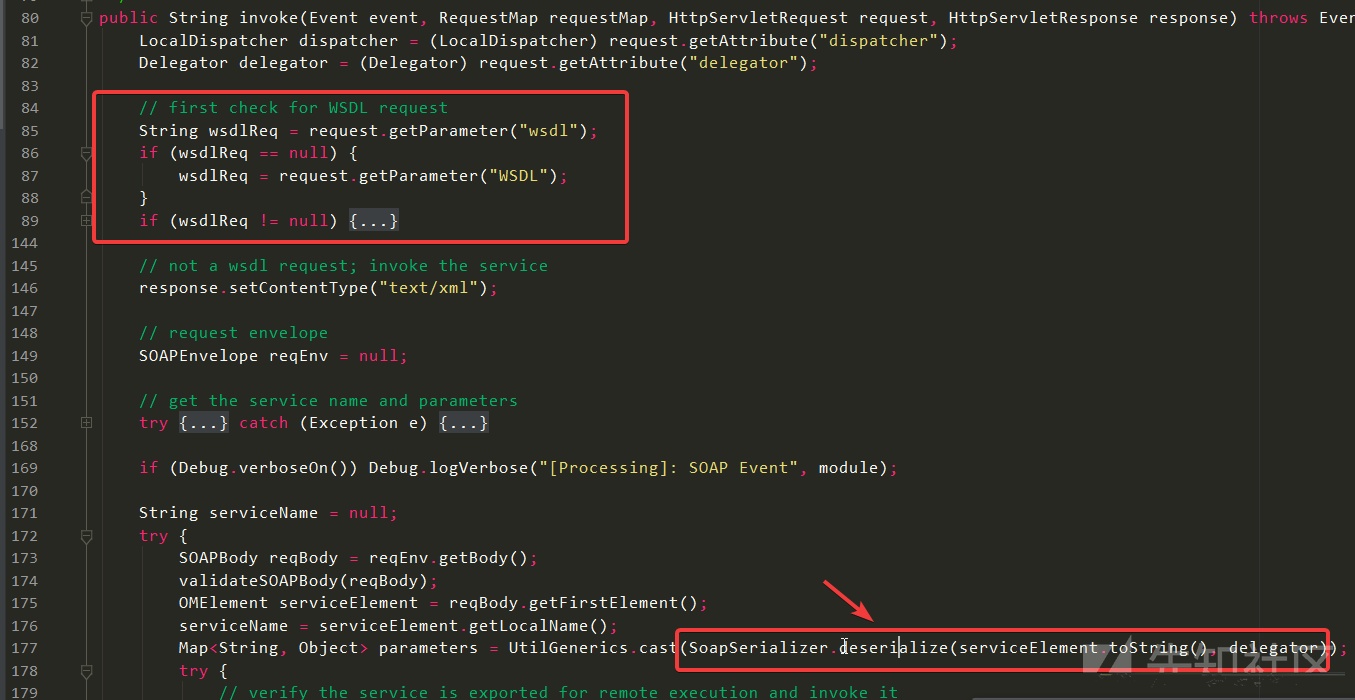 80 public String invoke(Event event, RequestMap requestMap, HttpServletRequest request, HttpServletResponse response) throws Even
81 LocalDispatcher dispatcher = (LocalDispatcher) request.getAttribute("dispatcher");
82 Delegator delegator = (Delegator) request.getAttribute("delegator");
83
84 // first check for WSDL request
85 String wsdlReq = request.getParameter("wsdl");
86 if (wsdlReq == null) {
87 wsdlReq = request.getParameter("WSDL");
88 }
89 if (wsdlReq != null) {...}
144
145 // not a wsdl request; invoke the service
146 response.setContentType("text/xml");
147
148 // request envelope
149 SOAPEnvelope reqEnv = null;
150
151 // get the service name and parameters
152 try {...} catch (Exception e) {...}
168
169 if (Debug.verboseOn()) Debug.logVerbose("[Processing]: SOAP Event", module);
170
171 String serviceName = null;
172 try {
173 SOAPBody reqBody = reqEnv.getBody();
174 validateSOAPBody(reqBody);
175 OMElement serviceElement = reqBody.getFirstElement();
176 serviceName = serviceElement.getLocalName();
177 Map<String, Object> parameters = UtilGenerics.cast(SoapSerializer.deserialize(serviceElement.toString(), delegator));
178 try {
179 // verify the service is exported for remote execution and invoke it
先知社区